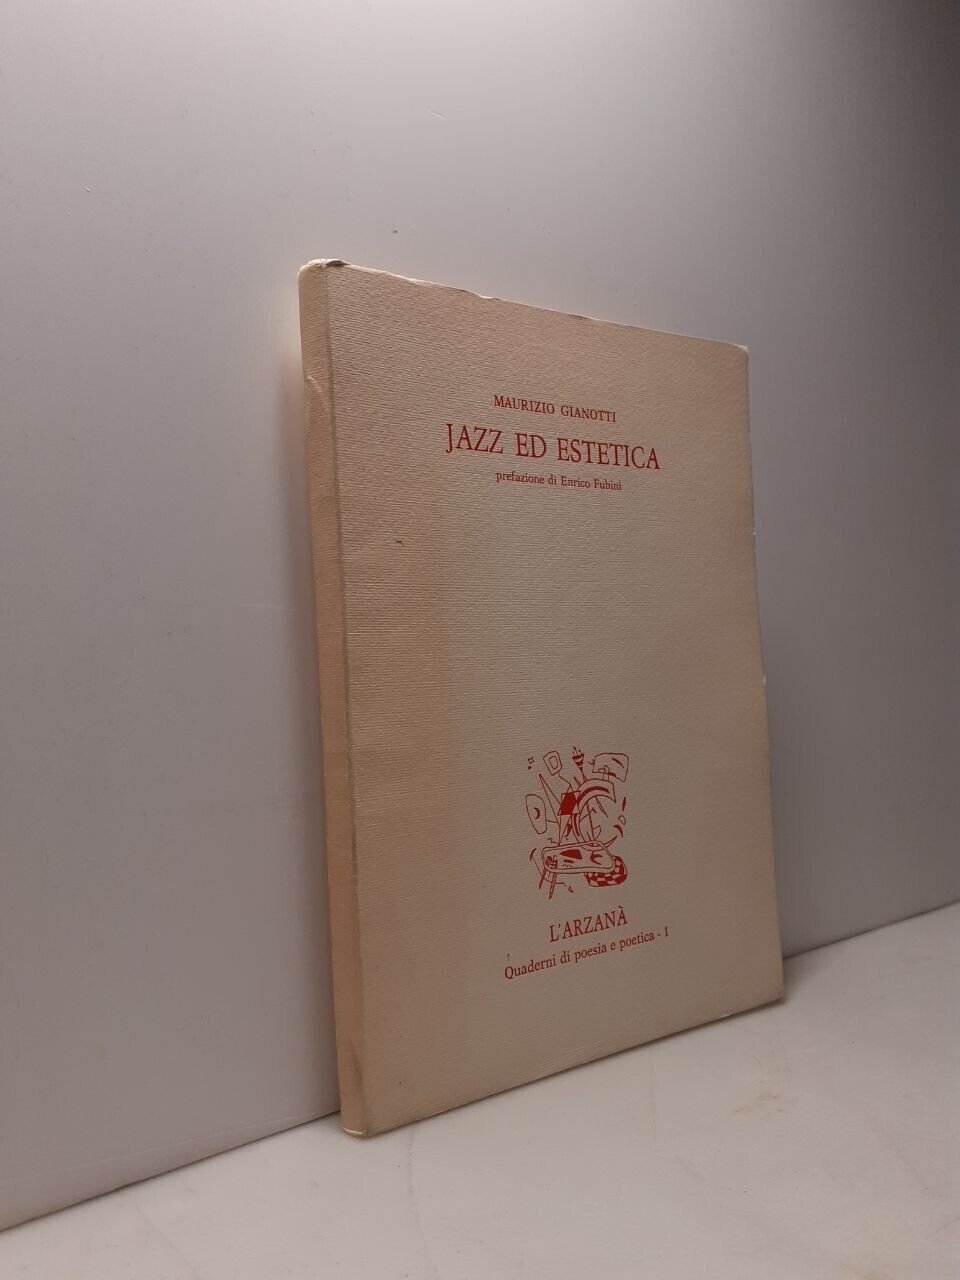 MAURIZIO GIANOTTI
JAZZ ED ESTETICA
prefazione di Enrico Fubini
L'ARZANÀ
Quaderni di poesia e poetica - 1